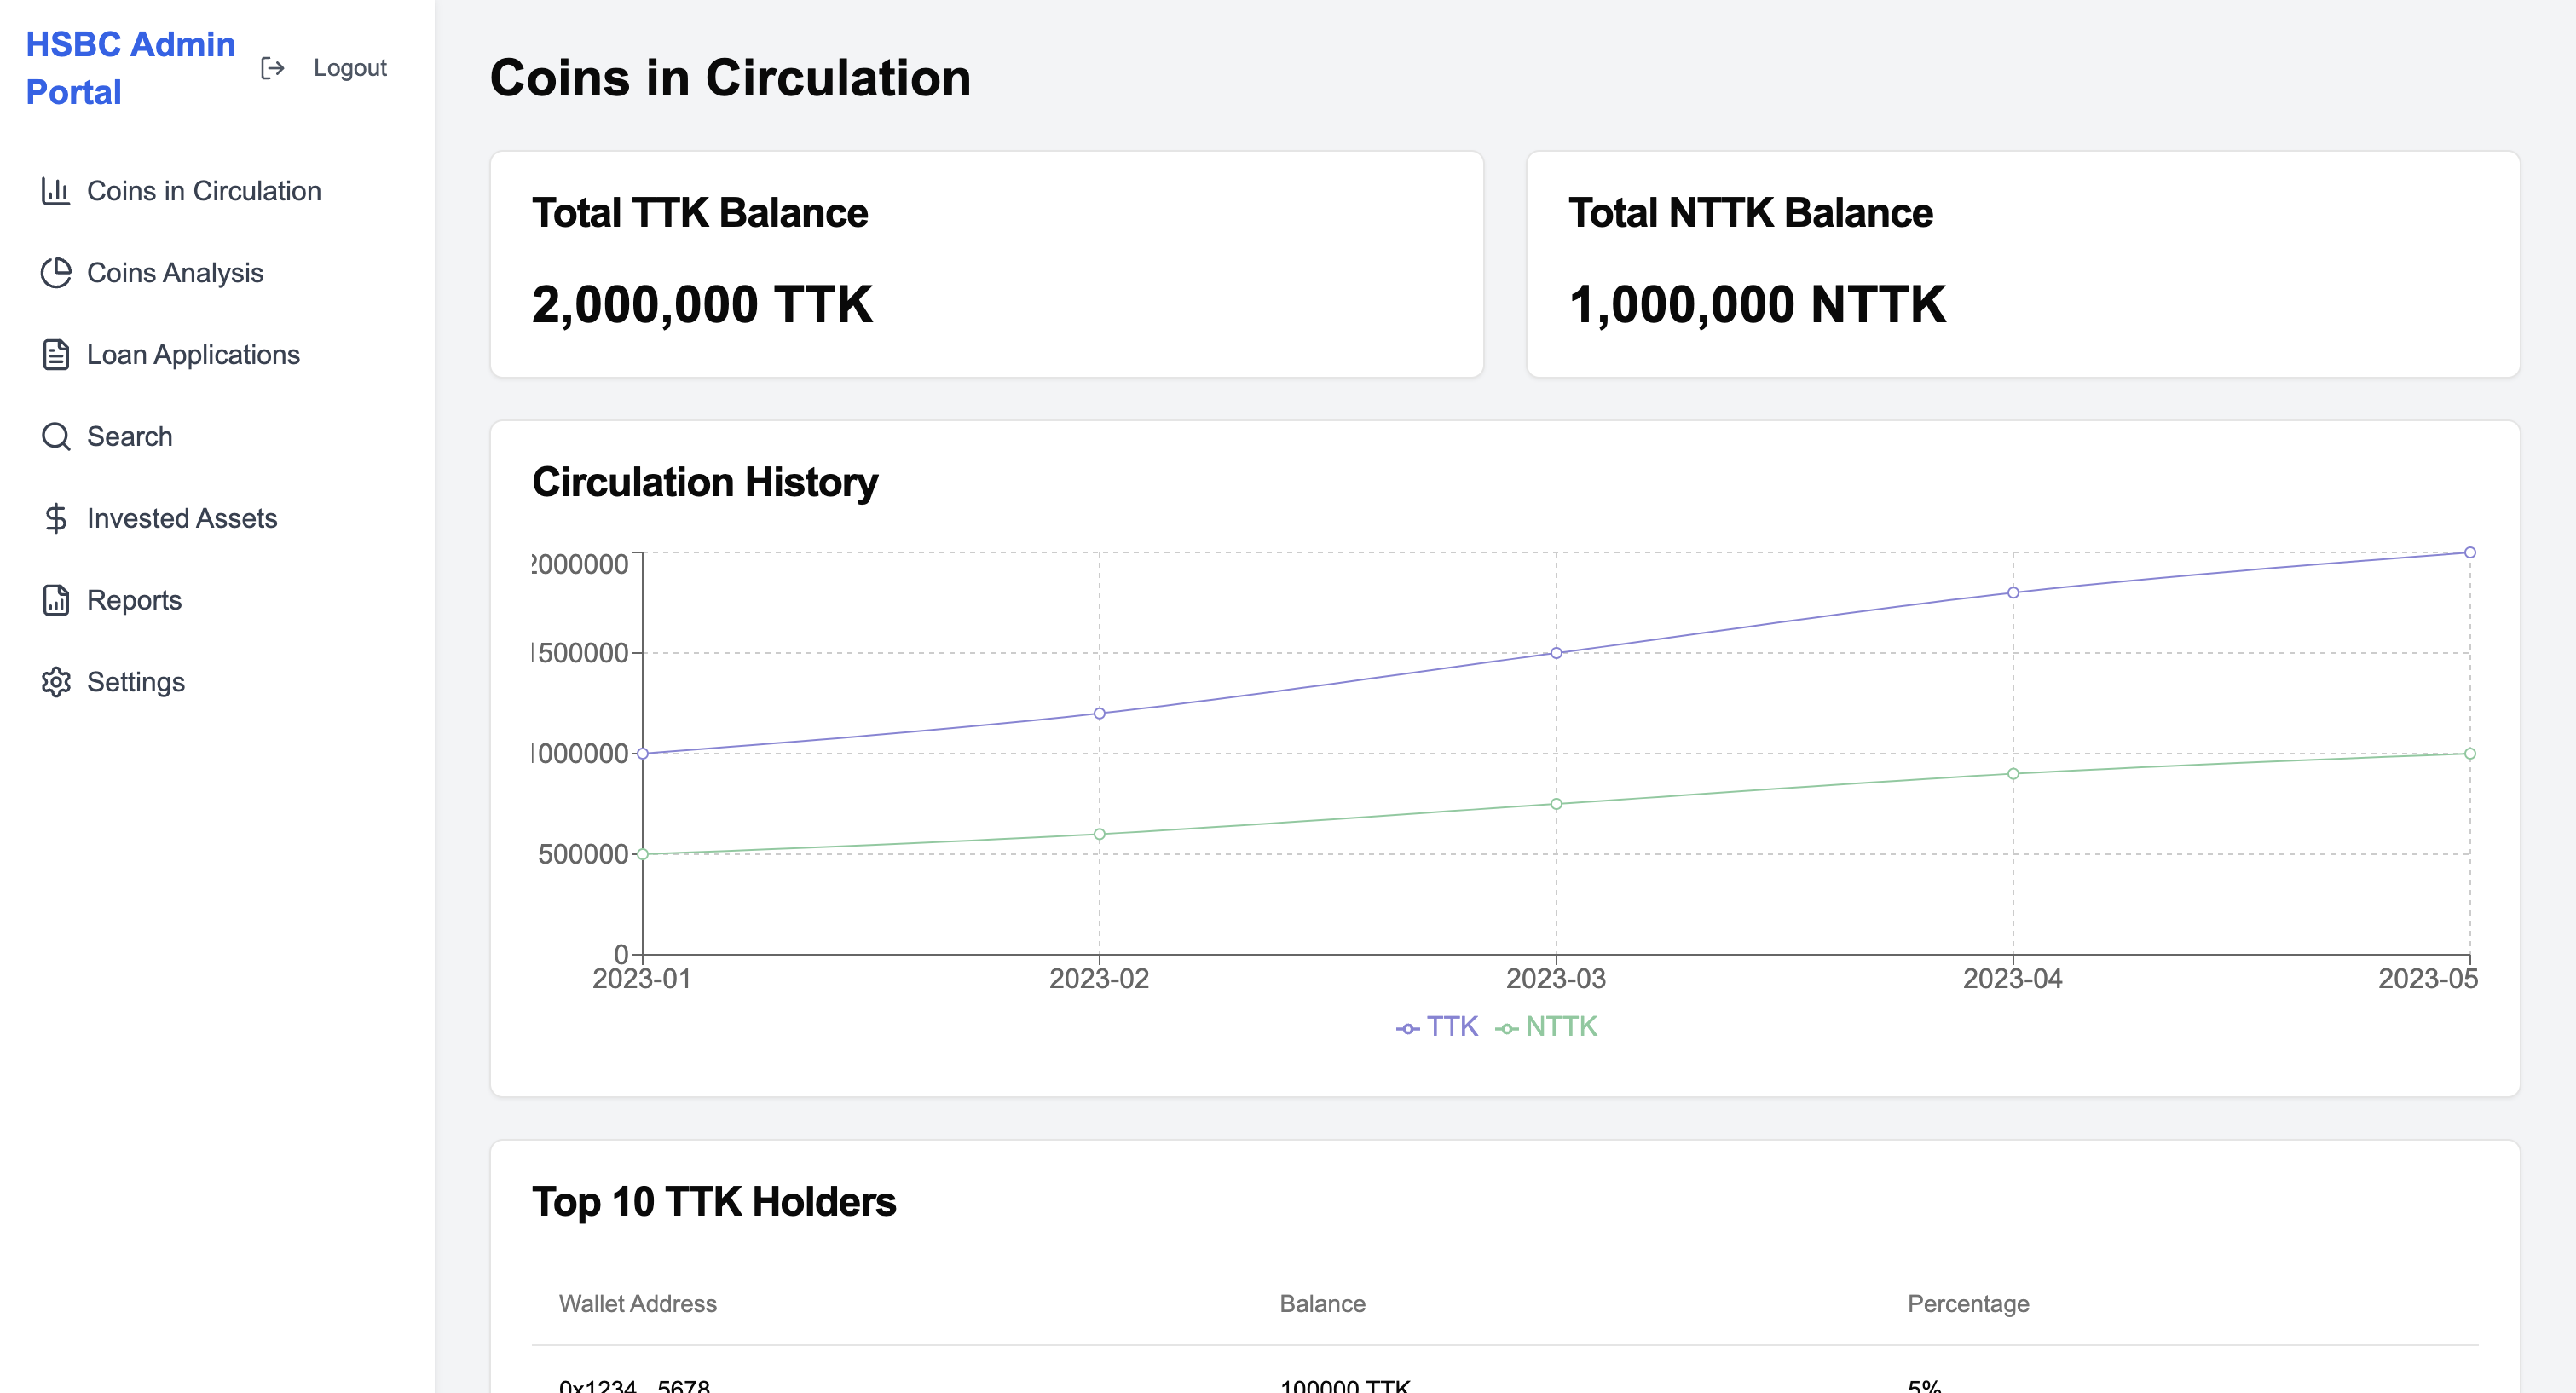 HSBC Admin
Portal
Logout
Coins in Circulation
Coins Analysis
Loan Applications
Search
Invested Assets
Reports
Settings
Coins in Circulation
Total TTK Balance
2,000,000 TTK
Total NTTK Balance
1,000,000 NTTK
Circulation History
2000000
1500000
1000000
500000
0
2023-01 2023-02 2023-03 2023-04 2023-05
TTK NTTK
Top 10 TTK Holders
Wallet Address Balance Percentage
0x1234...5678 100000 TTK 5%